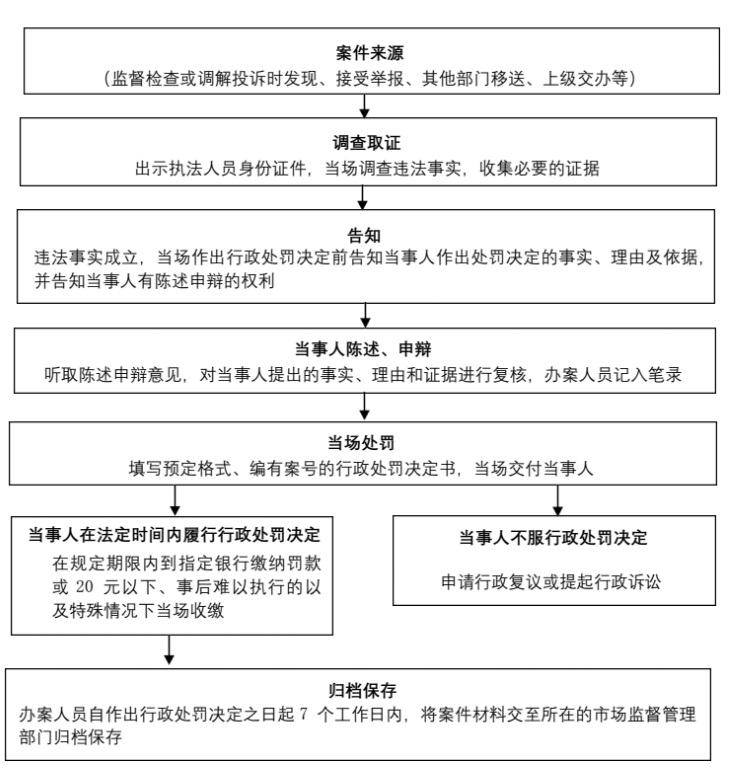 案件来源
（监督检查或调解投诉时发现、接受举报、其他部门移送、上级交办等）
调查取证
出示执法人员身份证件，当场调查违法事实，收集必要的证据
告知
违法事实成立，当场作出行政处罚决定前告知当事人作出处罚决定的事实、理由及依据，
并告知当事人有陈述申辩的权利
当事人陈述、申辩
听取陈述申辩意见，对当事人提出的事实、理由和证据进行复核，办案人员记入笔录
当场处罚
填写预定格式、编有案号的行政处罚决定书，当场交付当事人
当事人在法定时间内履行行政处罚决定
在规定期限内到指定银行缴纳罚款
或 20 元以下、事后难以执行的以
及特殊情况下当场收缴
当事人不服行政处罚决定
申请行政复议或提起行政诉讼
归档保存
办案人员自作出行政处罚决定之日起 7 个工作日内，将案件材料交至所在的市场监督管理
部门归档保存